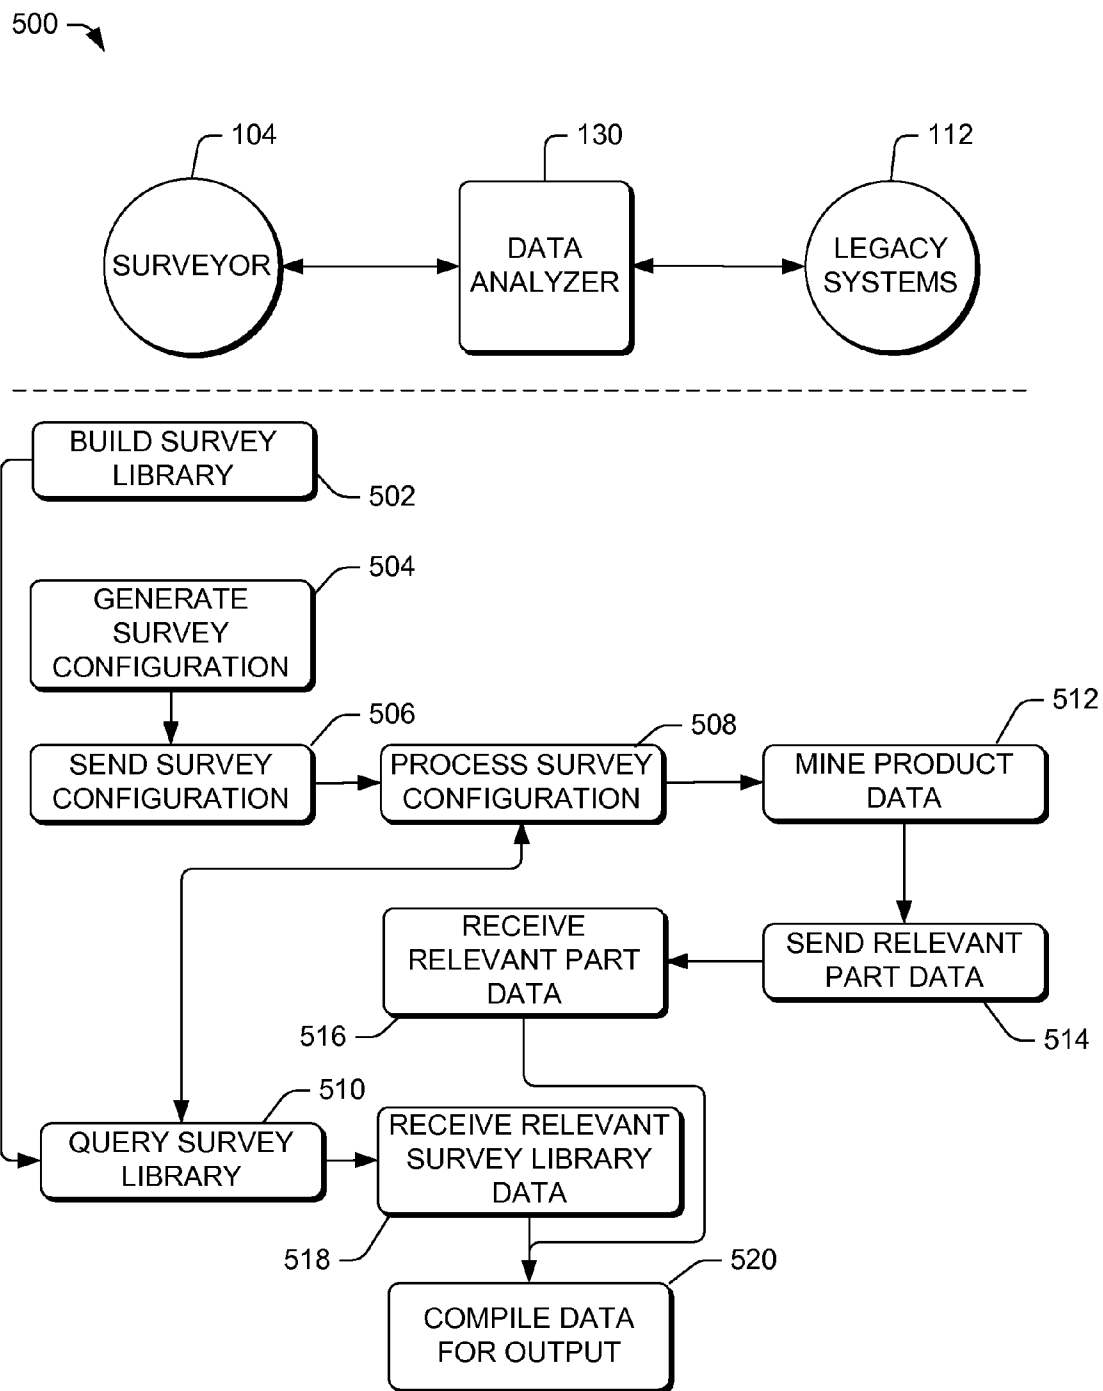 500
104
130
112
SURVEYOR
DATA
ANALYZER
LEGACY
SYSTEMS
BUILD SURVEY
LIBRARY
502
504
GENERATE
SURVEY
CONFIGURATION
506
SEND SURVEY
CONFIGURATION
508
PROCESS SURVEY
CONFIGURATION
512
MINE PRODUCT
DATA
RECEIVE
RELEVANT PART
DATA
516
SEND RELEVANT
PART DATA
514
510
QUERY SURVEY
LIBRARY
RECEIVE RELEVANT
SURVEY LIBRARY
DATA
518
520
COMPILE DATA
FOR OUTPUT